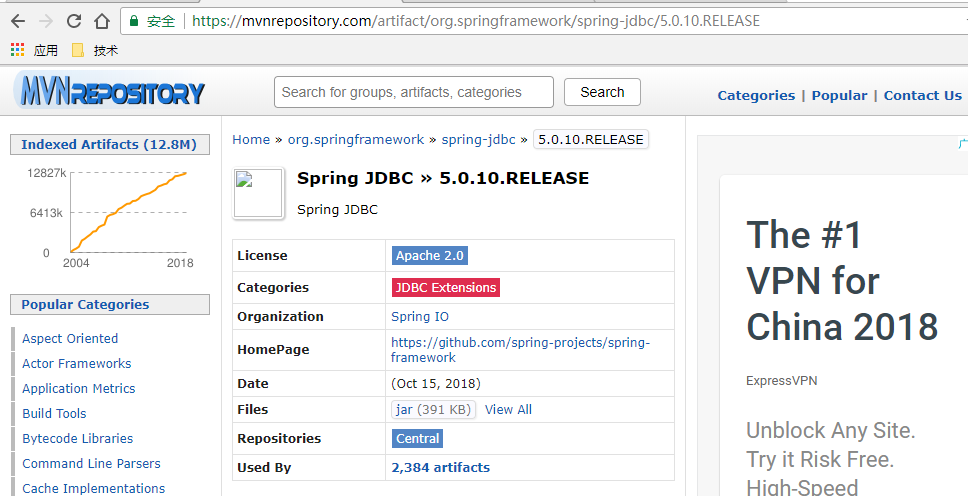 安全 | https://mvnrepository.com/artifact/org.springframework/spring-jdbc/5.0.10.RELEASE
应用 技术
MVNREPOSITORY
Search for groups, artifacts, categories
Search
Categories | Popular | Contact Us
Indexed Artifacts (12.8M)
12827k
6413k
0
2004 2018
Popular Categories
Aspect Oriented
Actor Frameworks
Application Metrics
Build Tools
Bytecode Libraries
Command Line Parsers
Cache Implementations
Home » org.springframework » spring-jdbc » 5.0.10.RELEASE
Spring JDBC » 5.0.10.RELEASE
Spring JDBC
License Apache 2.0
Categories JDBC Extensions
Organization Spring IO
HomePage https://github.com/spring-projects/spring-
framework
Date (Oct 15, 2018)
Files jar (391 KB) View All
Repositories Central
Used By 2,384 artifacts
The #1
VPN for
China 2018
ExpressVPN
Unblock Any Site.
Try it Risk Free.
High-Speed